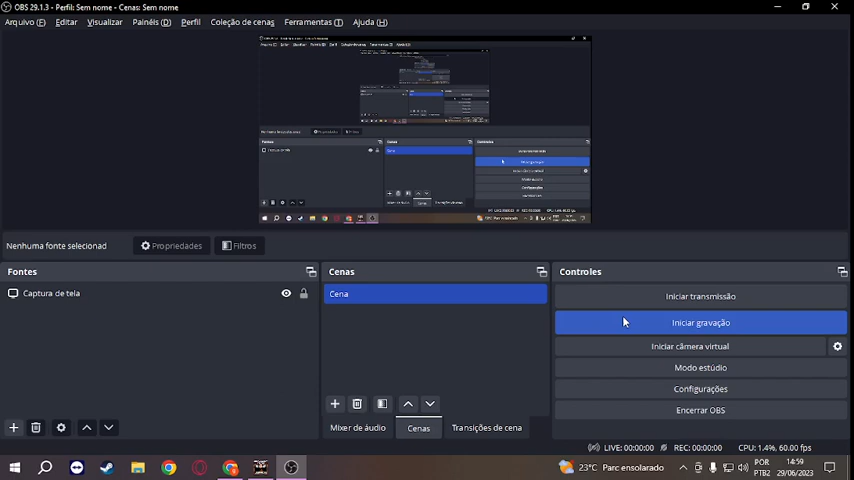 OBS 29.1.3 - Perfil: Sem nome - Cenas: Sem nome
Arquivo (F) Editar Visualizar Painéis (D) Perfil Coleção de cenas Ferramentas (T) Ajuda (H)
Nenhuma fonte selecionad Propriedades Filtros
Fontes
Captura de tela
Cenas
Cena
Mixer de áudio Cenas Transições de cena
Controles
Iniciar transmissão
Iniciar gravação
Iniciar câmera virtual
Modo estúdio
Configurações
Encerrar OBS
LIVE: 00:00:00 REC: 00:00:00 CPU: 1.4%, 60.00 fps
23°C Parc ensolarado
POR
PTB2
14:59
29/06/2023